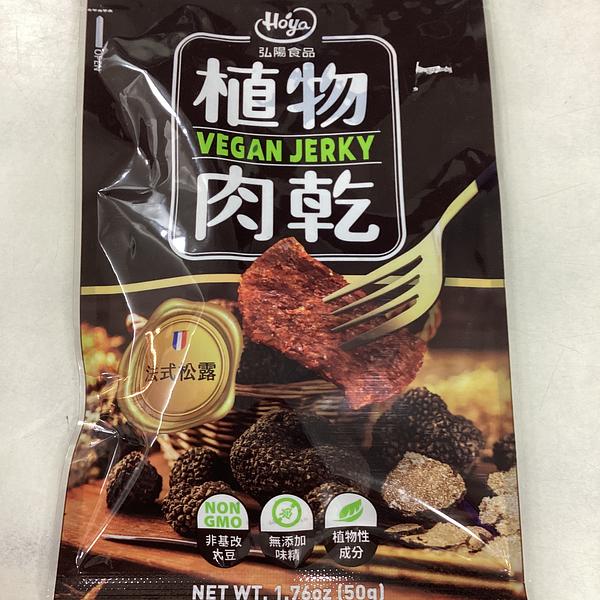 OPEN
Hoya
弘陽食品
植物
VEGAN JERKY
肉乾
法式松露
NON
GMO
非基改
大豆
無添加
味精
植物性
成分
NET WT. 1.76oz (50g)